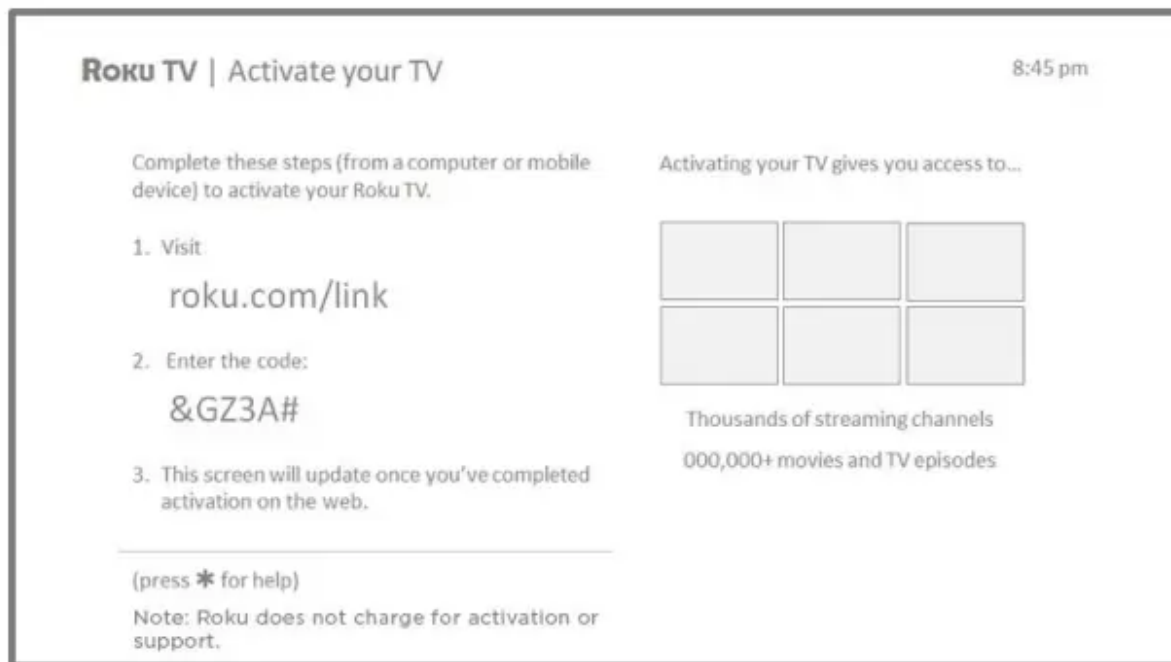 ROKU TV | Activate your TV
8:45 pm
Complete these steps (from a computer or mobile
device) to activate your Roku TV.
1. Visit
roku.com/link
2. Enter the code:
&GZ3A#
3. This screen will update once you've completed
activation on the web.
(press ✱ for help)
Note: Roku does not charge for activation or
support.
Activating your TV gives you access to...
Thousands of streaming channels
000,000+ movies and TV episodes